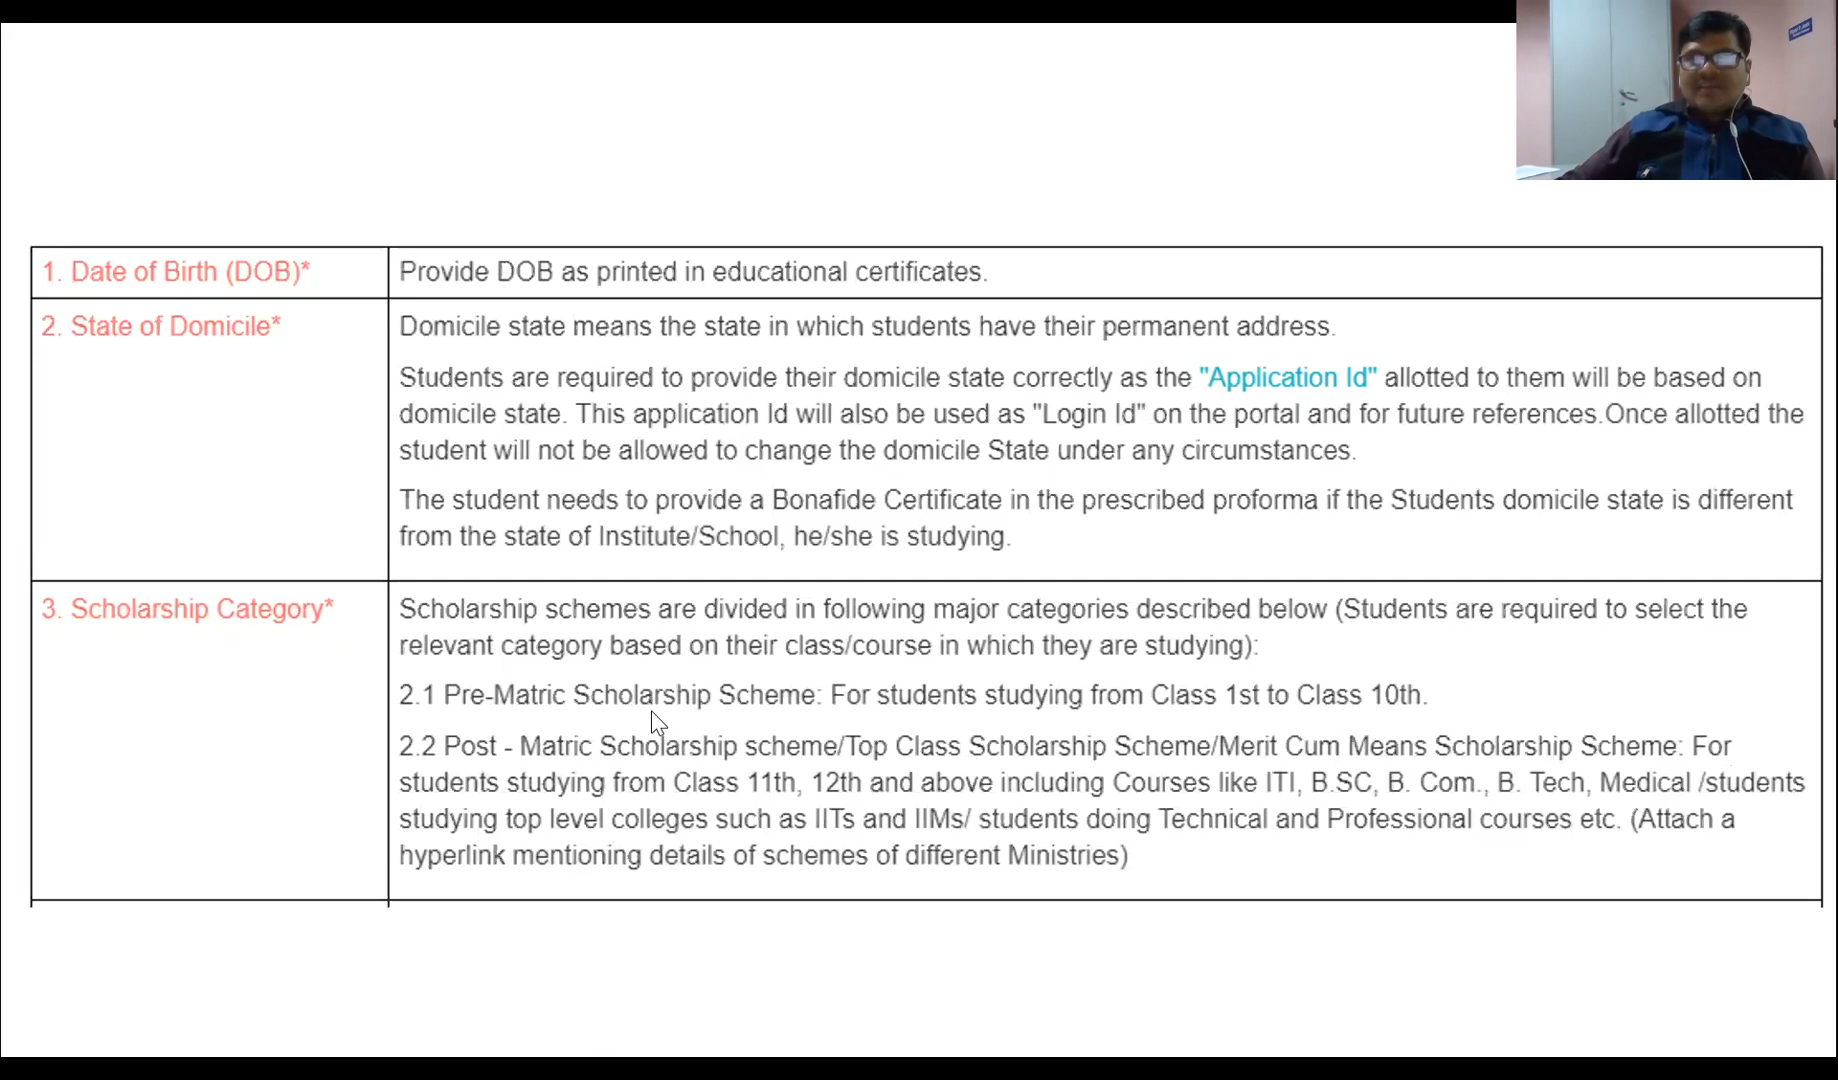 1. Date of Birth (DOB)*
Provide DOB as printed in educational certificates.
2. State of Domicile*
Domicile state means the state in which students have their permanent address.
Students are required to provide their domicile state correctly as the "Application Id" allotted to them will be based on
domicile state. This application Id will also be used as "Login Id" on the portal and for future references.Once allotted the
student will not be allowed to change the domicile State under any circumstances.
The student needs to provide a Bonafide Certificate in the prescribed proforma if the Students domicile state is different
from the state of Institute/School, he/she is studying.
3. Scholarship Category*
Scholarship schemes are divided in following major categories described below (Students are required to select the
relevant category based on their class/course in which they are studying):
2.1 Pre-Matric Scholarship Scheme: For students studying from Class 1st to Class 10th.
2.2 Post - Matric Scholarship scheme/Top Class Scholarship Scheme/Merit Cum Means Scholarship Scheme: For
students studying from Class 11th, 12th and above including Courses like ITI, B.SC, B. Com., B. Tech, Medical /students
studying top level colleges such as IITs and IIMs/ students doing Technical and Professional courses etc. (Attach a
hyperlink mentioning details of schemes of different Ministries)